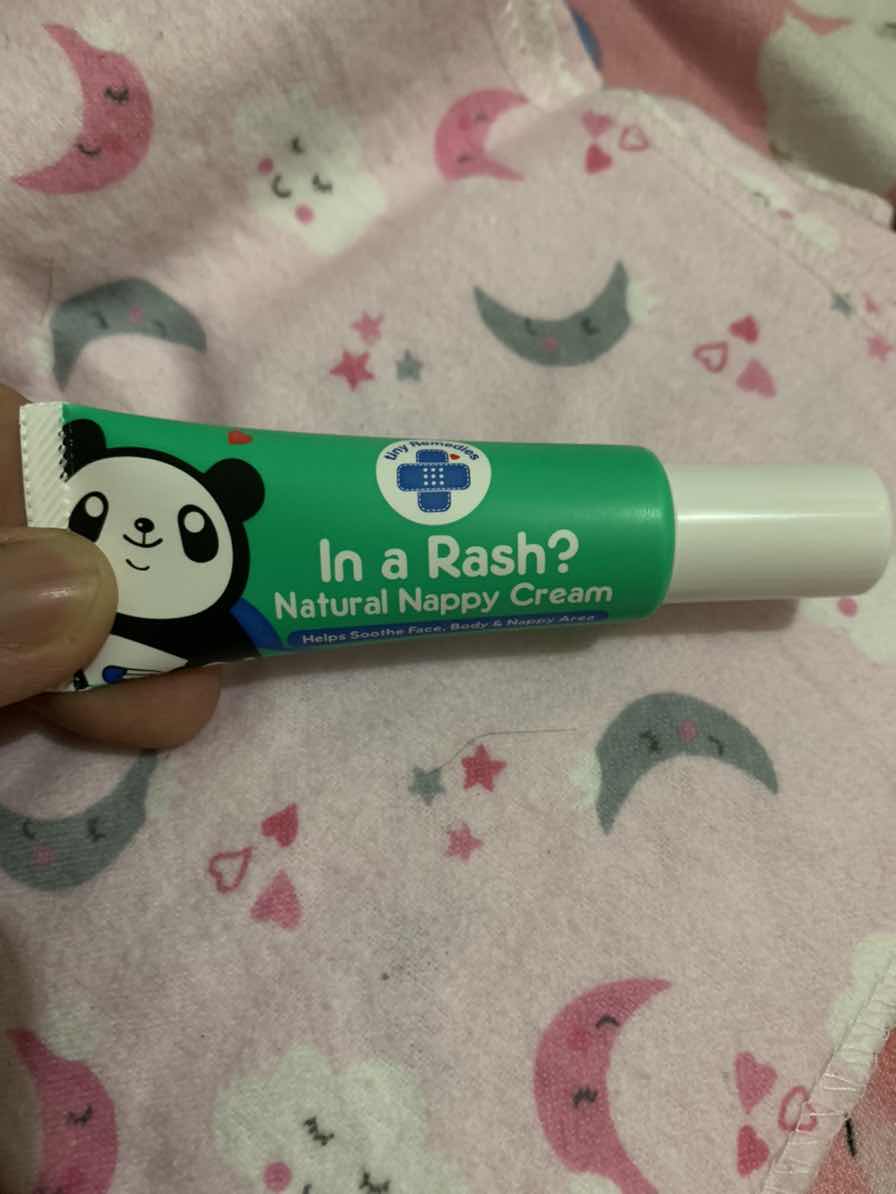 tiny Remedies
In a Rash?
Natural Nappy Cream
Helps Soothe Face, Body & Nappy Area